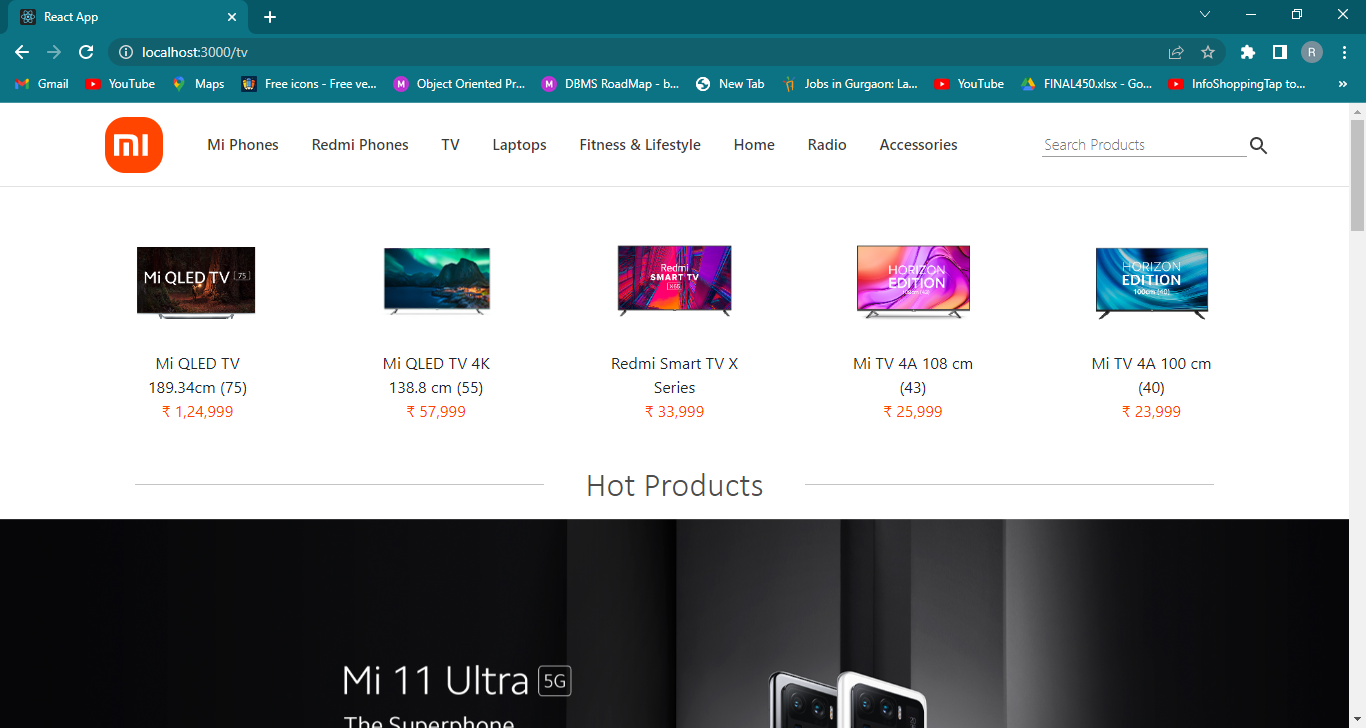 React App
localhost:3000/tv
R
Gmail YouTube Maps Free icons - Free ve... Object Oriented Pr... DBMS RoadMap - b... New Tab Jobs in Gurgaon: La... YouTube FINAL450.xlsx - Go... InfoShoppingTap to... »
mi Mi Phones Redmi Phones TV Laptops Fitness & Lifestyle Home Radio Accessories Search Products
Mi QLED TV 75
Redmi
SMART TV
X65
HORIZON
EDITION
108cm (43)
HORIZON
EDITION
100cm (40)
Mi QLED TV
189.34cm (75)
₹ 1,24,999
Mi QLED TV 4K
138.8 cm (55)
₹ 57,999
Redmi Smart TV X
Series
₹ 33,999
Mi TV 4A 108 cm
(43)
₹ 25,999
Mi TV 4A 100 cm
(40)
₹ 23,999
Hot Products
Mi 11 Ultra 5G
The Superphone